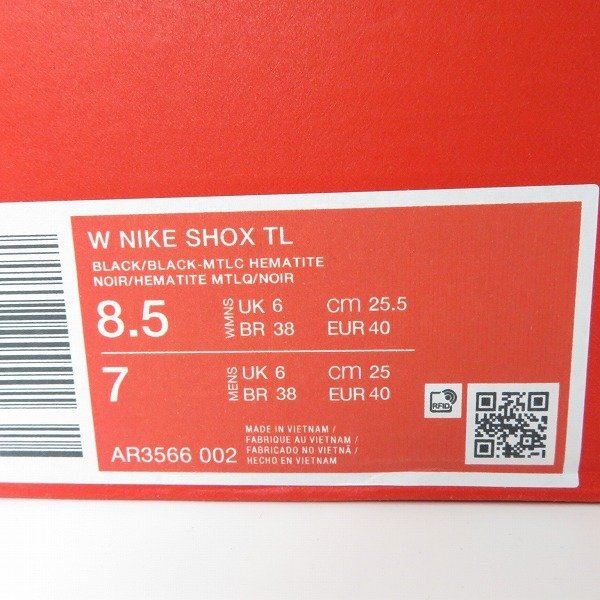 W NIKE SHOX TL
BLACK/BLACK-MTLC HEMATITE
NOIR/HEMATITE MTLQ/NOIR
8.5 WMNS UK 6 cm 25.5
BR 38 EUR 40
7 MENS UK 6 cm 25
BR 38 EUR 40
AR3566 002
MADE IN VIETNAM /
FABRIQUE AU VIETNAM /
FABRICADO NO VIETNÃ /
HECHO EN VIETNAM
RFID